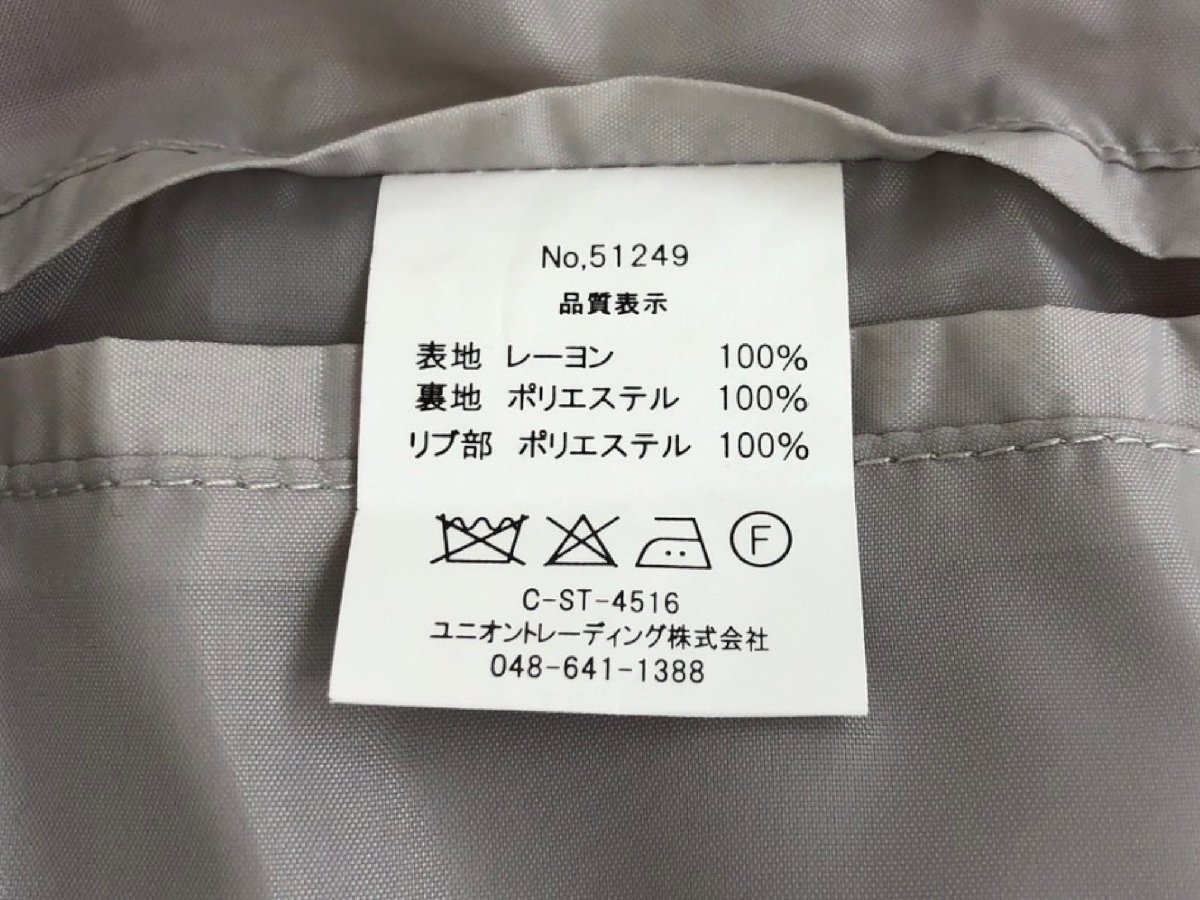 No,51249
品質表示
表地 レーヨン 100%
裏地 ポリエステル 100%
リブ部 ポリエステル 100%
F
C-ST-4516
ユニオントレーディング株式会社
048-641-1388